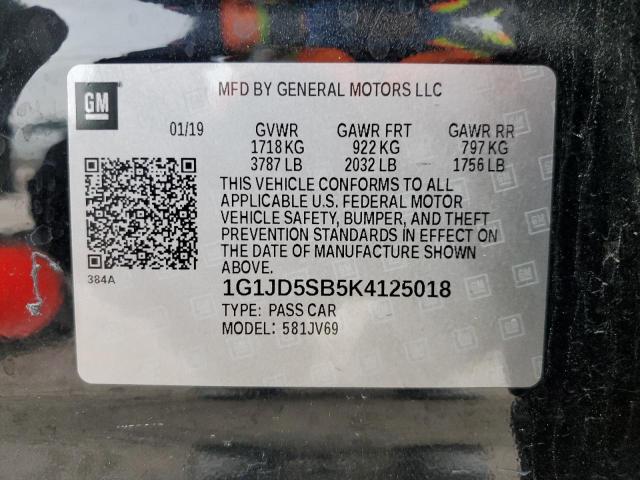 GM
MFD BY GENERAL MOTORS LLC
01/19 GVWR GAWR FRT GAWR RR
1718 KG 922 KG 797 KG
3787 LB 2032 LB 1756 LB
THIS VEHICLE CONFORMS TO ALL
APPLICABLE U.S. FEDERAL MOTOR
VEHICLE SAFETY, BUMPER, AND THEFT
PREVENTION STANDARDS IN EFFECT ON
THE DATE OF MANUFACTURE SHOWN
ABOVE.
384A
1G1JD5SB5K4125018
TYPE: PASS CAR
MODEL: 581JV69